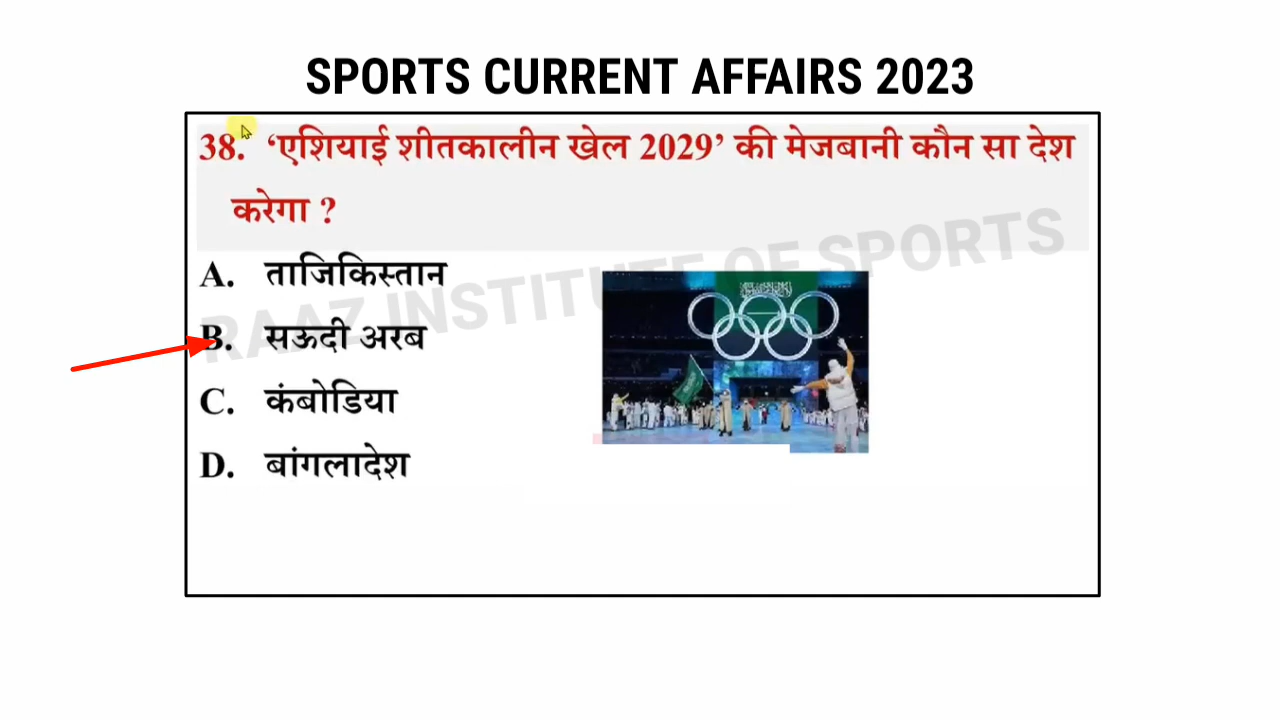 SPORTS CURRENT AFFAIRS 2023
38. ‘एशियाई शीतकालीन खेल 2029’ की मेजबानी कौन सा देश
करेगा ?
A. ताजिकिस्तान
B. सऊदी अरब
C. कंबोडिया
D. बांगलादेश
RAAZ INSTITUTE OF SPORTS